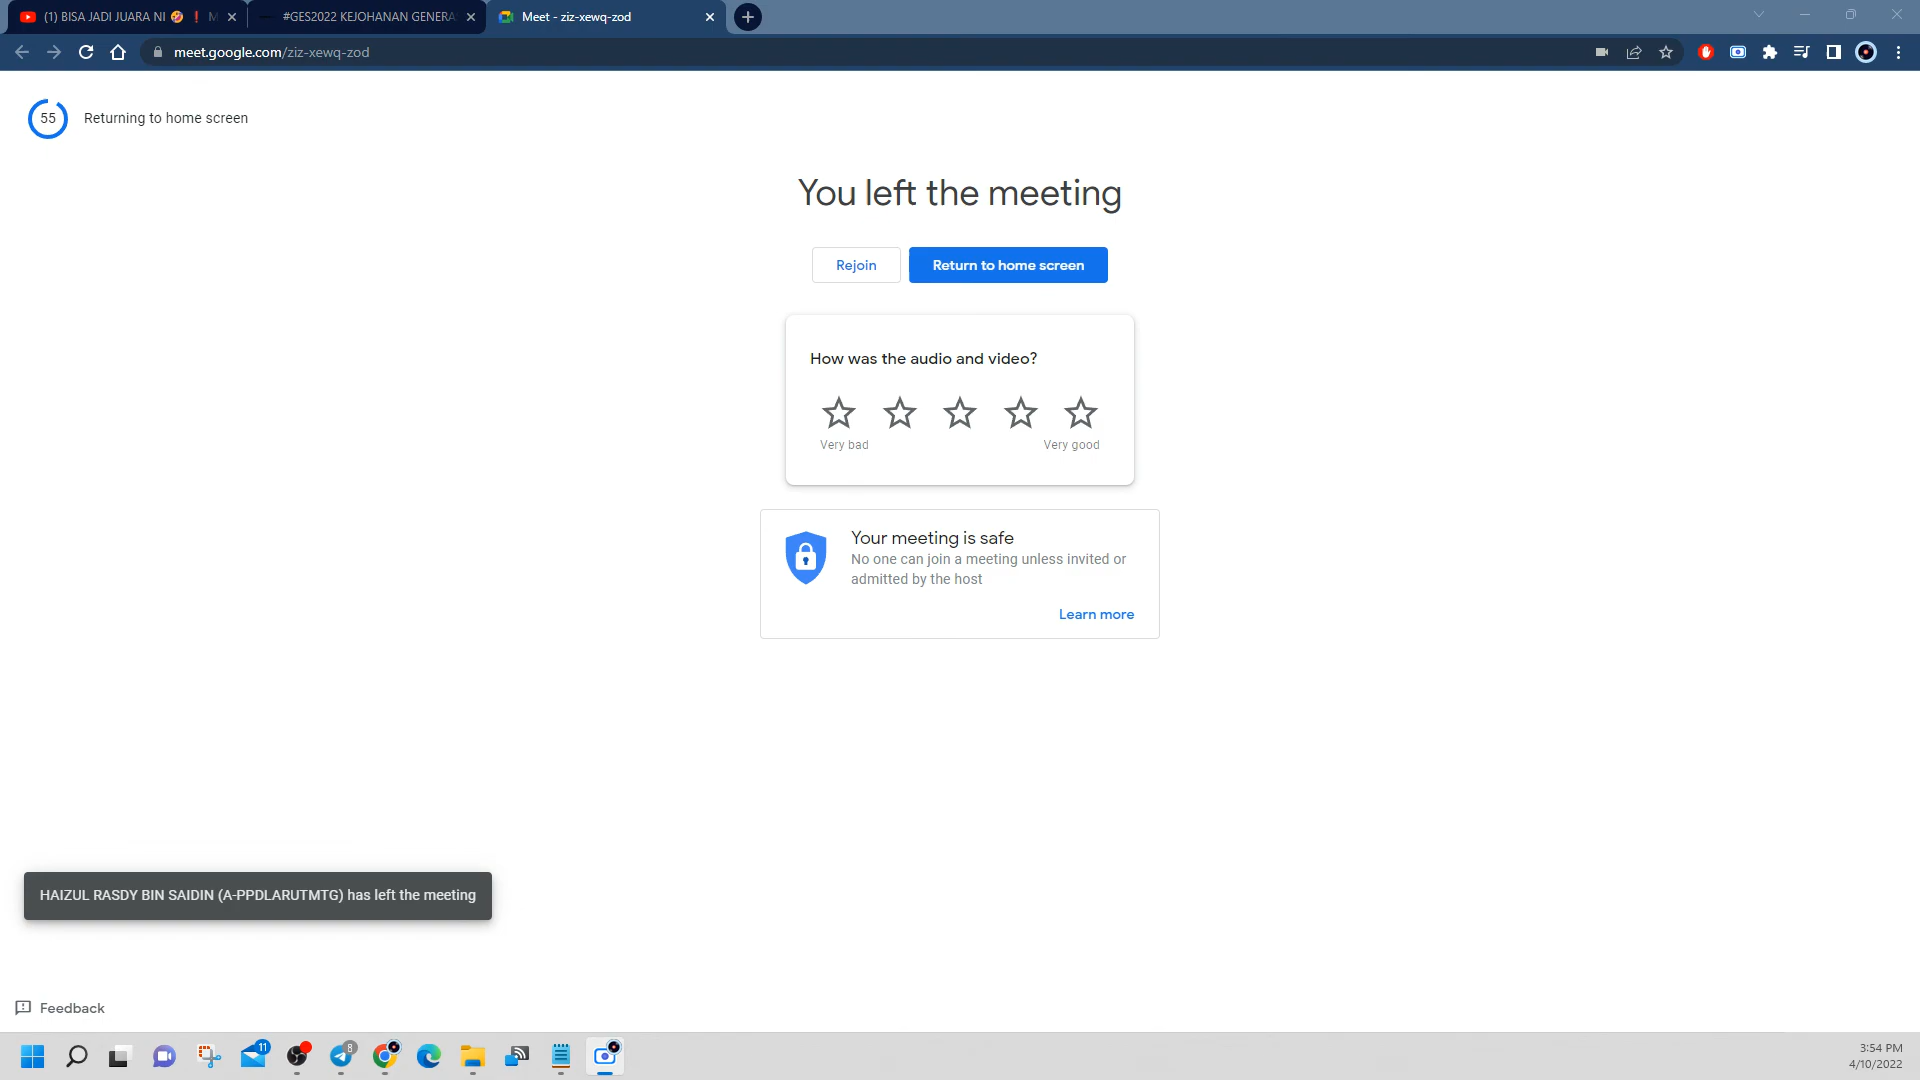 (1) BISA JADI JUARA NI 🤣 ❗ M
#GES2022 KEJOHANAN GENERA
Meet - ziz-xewq-zod
meet.google.com/ziz-xewq-zod
55
Returning to home screen
You left the meeting
Rejoin
Return to home screen
How was the audio and video?
Very bad
Very good
Your meeting is safe
No one can join a meeting unless invited or
admitted by the host
Learn more
HAIZUL RASDY BIN SAIDIN (A-PPDLARUTMTG) has left the meeting
Feedback
11
8
3:54 PM
4/10/2022